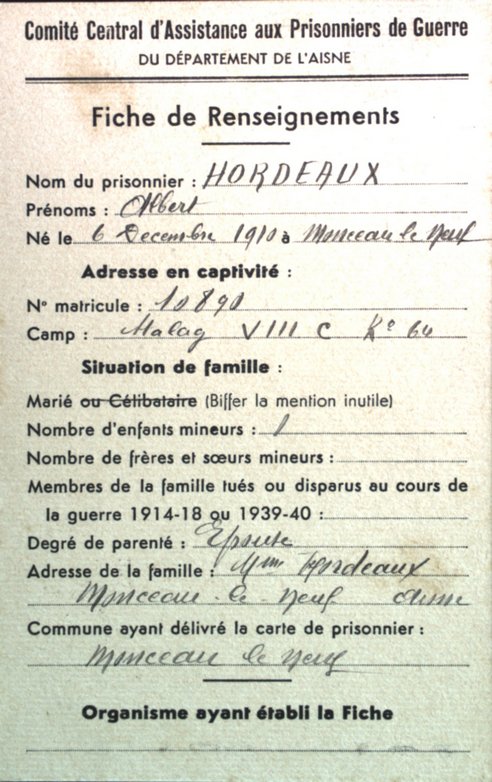 Comité Central d'Assistance aux Prisonniers de Guerre
DU DÉPARTEMENT DE L'AISNE
Fiche de Renseignements
Nom du prisonnier : HORDEAUX
Prénoms : Albert
Né le 6 Decembre 1910 à Monceau le Neuf
Adresse en captivité :
N° matricule : 10890
Camp : Stalag VIII C Ko 64
Situation de famille :
Marié ou Célibataire (Biffer la mention inutile)
Nombre d'enfants mineurs : 1
Nombre de frères et sœurs mineurs :
Membres de la famille tués ou disparus au cours de
la guerre 1914-18 ou 1939-40 :
Degré de parenté : Epouse
Adresse de la famille : Mme Hordeaux
Monceau - le - Neuf Aisne
Commune ayant délivré la carte de prisonnier :
Monceau le Neuf
Organisme ayant établi la Fiche